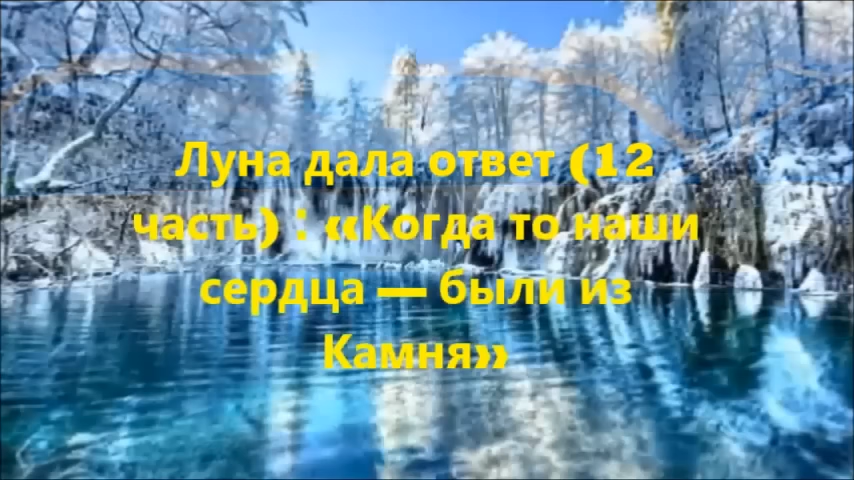 Луна дала ответ (12
часть) : «Когда то наши
сердца — были из
Камня»